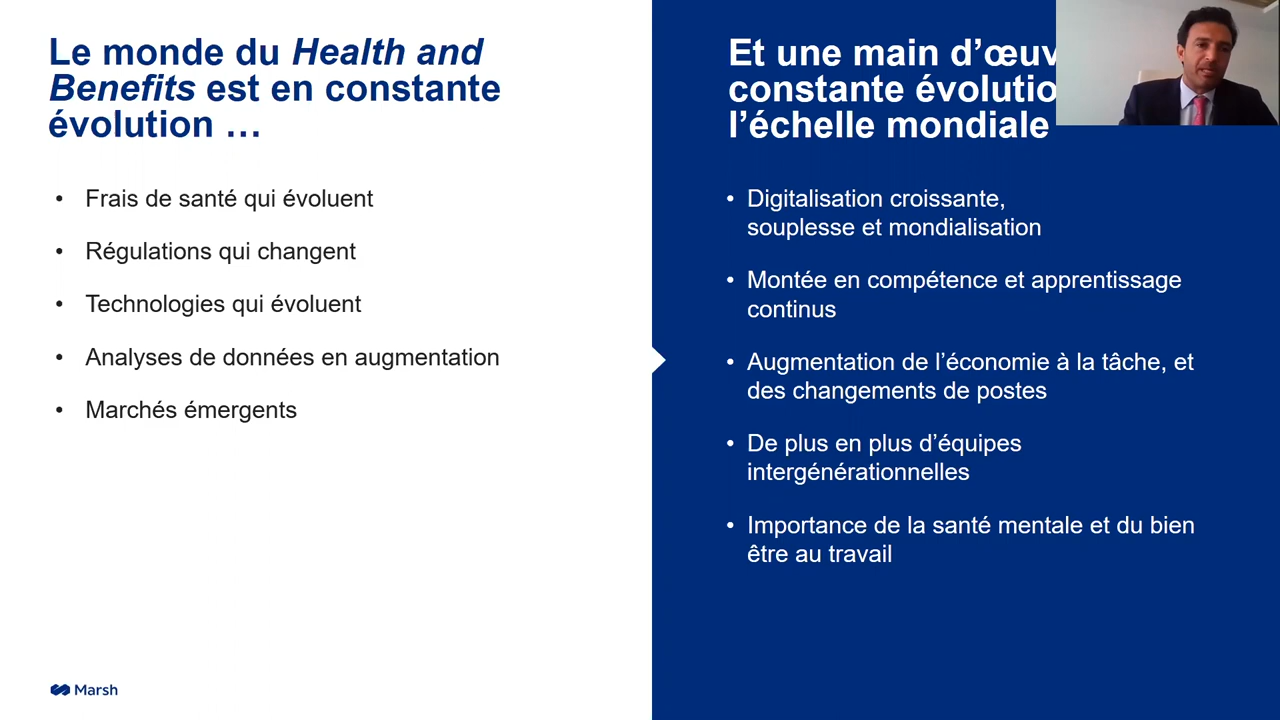 Le monde du Health and
Benefits est en constante
évolution …
• Frais de santé qui évoluent
• Régulations qui changent
• Technologies qui évoluent
• Analyses de données en augmentation
• Marchés émergents
Marsh
Et une main d’œuv
constante évolutio
l’échelle mondiale
• Digitalisation croissante,
souplesse et mondialisation
• Montée en compétence et apprentissage
continus
• Augmentation de l’économie à la tâche, et
des changements de postes
• De plus en plus d’équipes
intergénérationnelles
• Importance de la santé mentale et du bien
être au travail